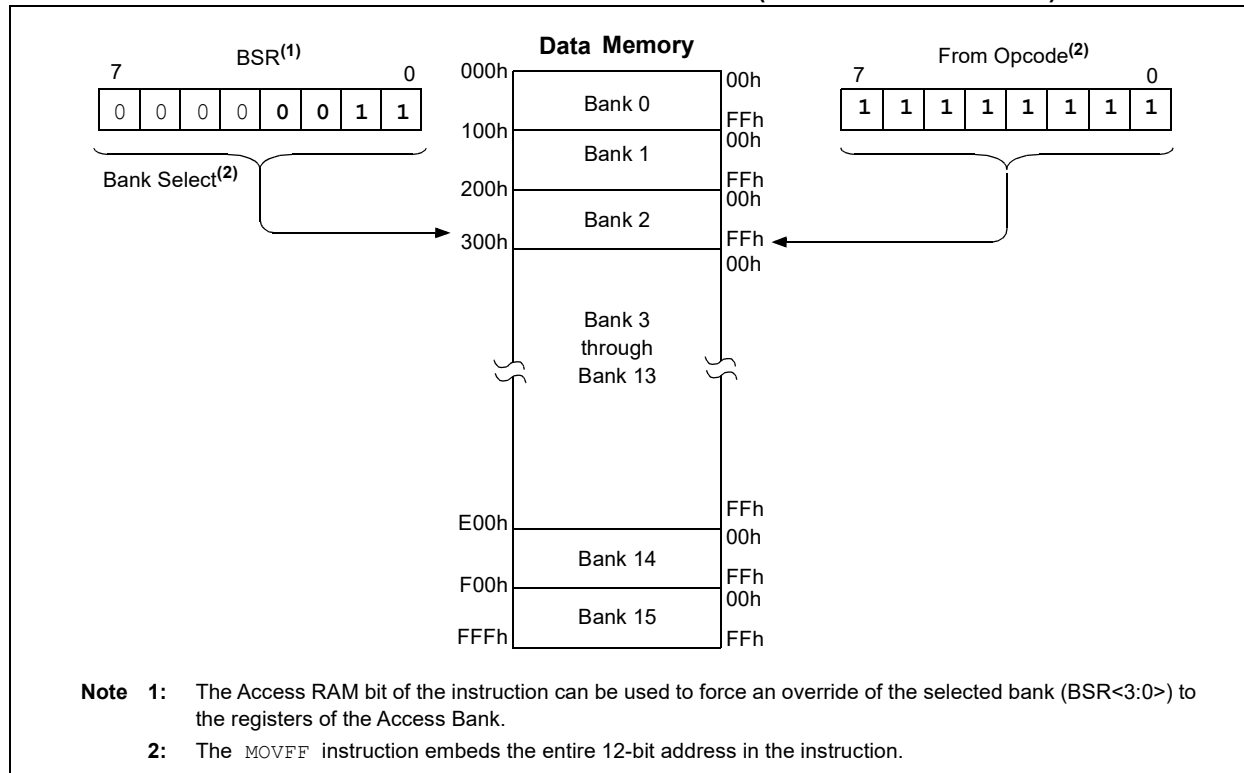 BSR(1)
7 0
0 0 0 0 0 0 1 1
Bank Select(2)
Data Memory
000h
00h
Bank 0
FFh
100h
00h
Bank 1
FFh
200h
00h
Bank 2
FFh
300h
00h
Bank 3
through
Bank 13
FFh
E00h
00h
Bank 14
FFh
F00h
00h
Bank 15
FFFh
FFh
From Opcode(2)
7 0
1 1 1 1 1 1 1 1
Note 1: The Access RAM bit of the instruction can be used to force an override of the selected bank (BSR<3:0>) to
the registers of the Access Bank.
2: The MOVFF instruction embeds the entire 12-bit address in the instruction.